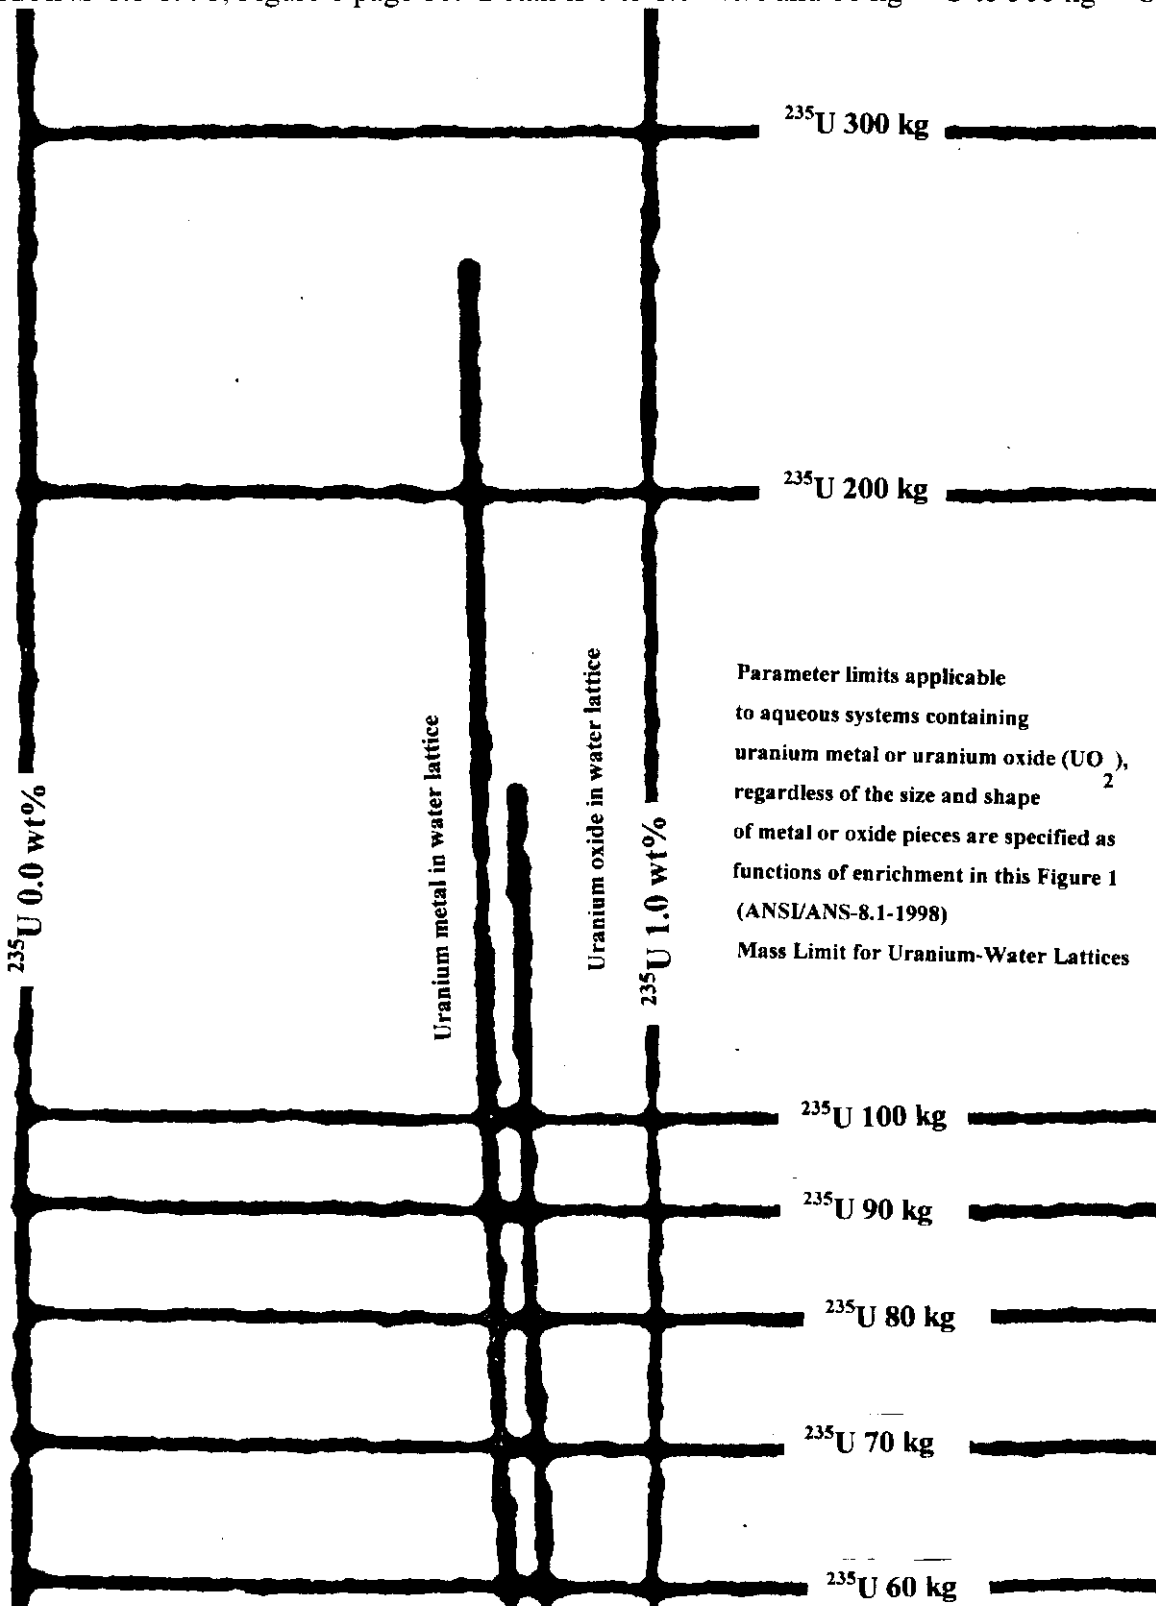 Figure 1 page
²³⁵U 300 kg
²³⁵U 200 kg
Uranium metal in water lattice
Uranium oxide in water lattice
²³⁵U 0.0 wt%
²³⁵U 1.0 wt%
Parameter limits applicable
to aqueous systems containing
uranium metal or uranium oxide (UO₂),
regardless of the size and shape
of metal or oxide pieces are specified as
functions of enrichment in this Figure 1
(ANSI/ANS-8.1-1998)
Mass Limit for Uranium-Water Lattices
²³⁵U 100 kg
²³⁵U 90 kg
²³⁵U 80 kg
²³⁵U 70 kg
²³⁵U 60 kg